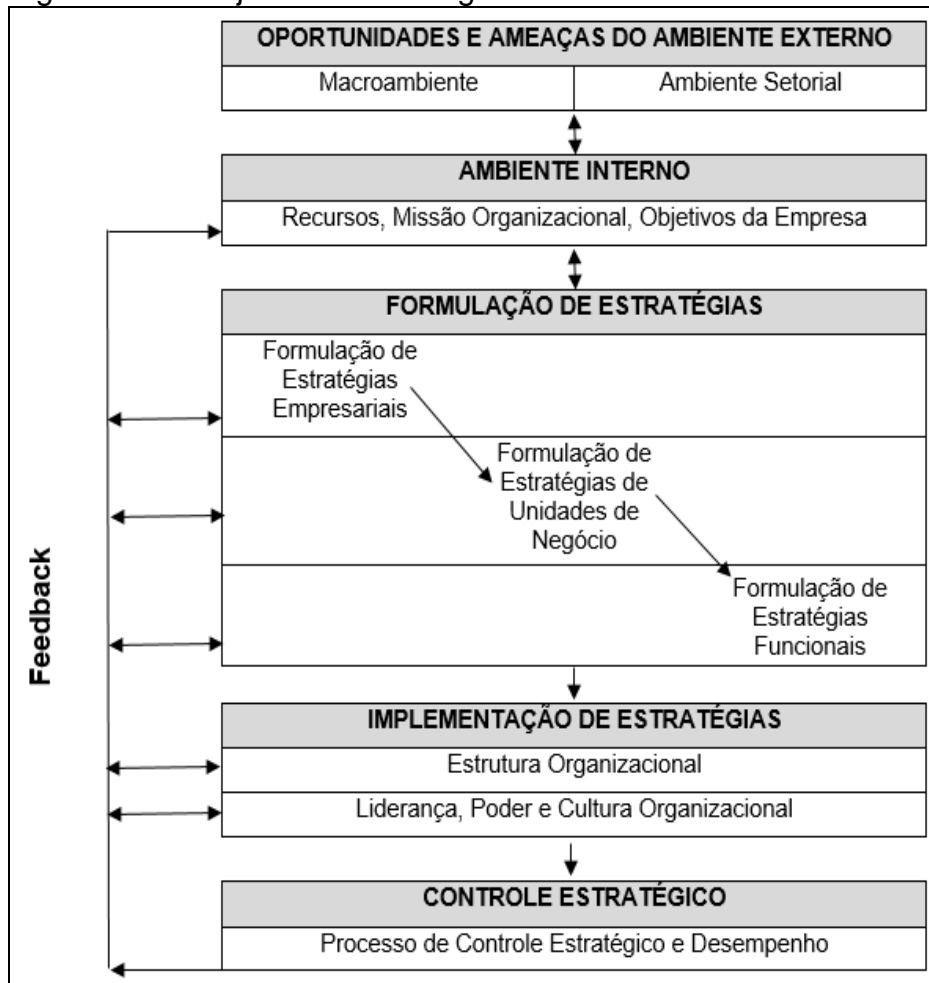 OPORTUNIDADES E AMEAÇAS DO AMBIENTE EXTERNO
Macroambiente
Ambiente Setorial
AMBIENTE INTERNO
Recursos, Missão Organizacional, Objetivos da Empresa
FORMULAÇÃO DE ESTRATÉGIAS
Formulação de
Estratégias
Empresariais
Formulação de
Estratégias de
Unidades de
Negócio
Formulação de
Estratégias
Funcionais
Feedback
IMPLEMENTAÇÃO DE ESTRATÉGIAS
Estrutura Organizacional
Liderança, Poder e Cultura Organizacional
CONTROLE ESTRATÉGICO
Processo de Controle Estratégico e Desempenho